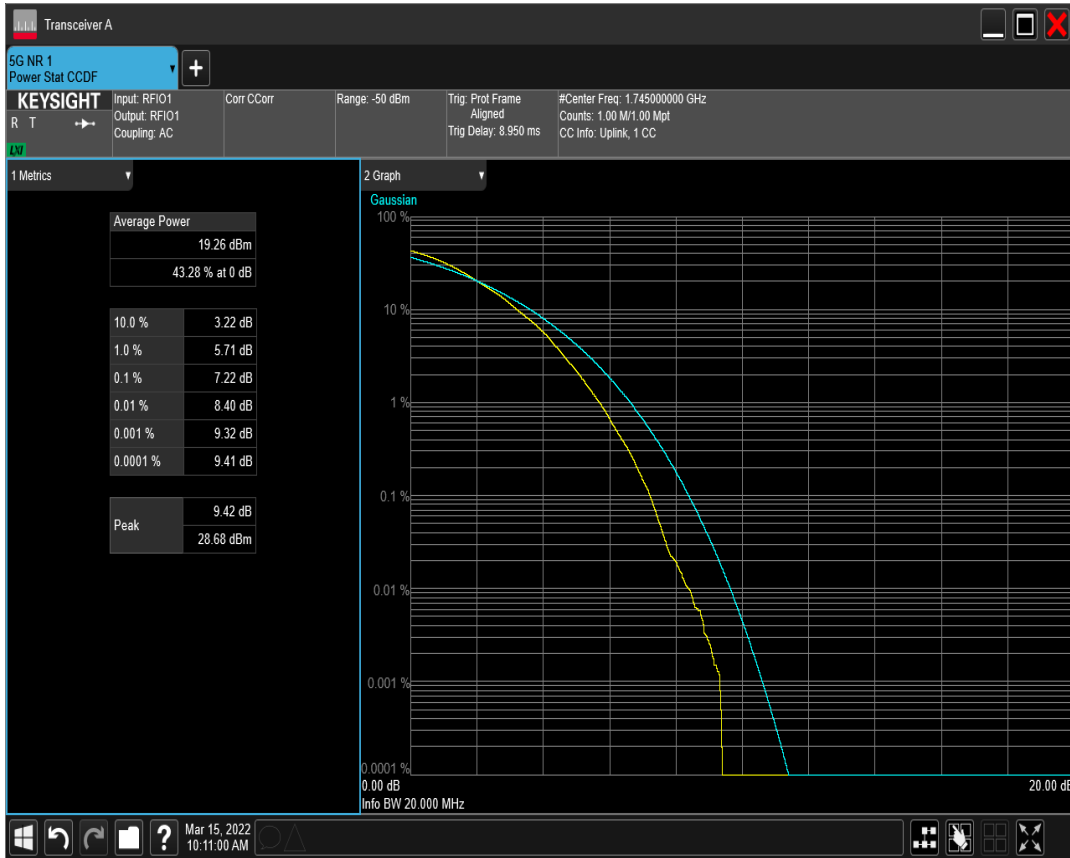 Transceiver A
5G NR 1
Power Stat CCDF
KEYSIGHT
R T
LXI
Input: RFIO1
Output: RFIO1
Coupling: AC
Corr CCorr
Range: -50 dBm
Trig: Prot Frame
Aligned
Trig Delay: 8.950 ms
#Center Freq: 1.745000000 GHz
Counts: 1.00 M/1.00 Mpt
CC Info: Uplink, 1 CC
1 Metrics
Average Power
19.26 dBm
43.28 % at 0 dB
10.0 % 3.22 dB
1.0 % 5.71 dB
0.1 % 7.22 dB
0.01 % 8.40 dB
0.001 % 9.32 dB
0.0001 % 9.41 dB
Peak
9.42 dB
28.68 dBm
2 Graph
Gaussian
100 %
10 %
1 %
0.1 %
0.01 %
0.001 %
0.0001 %
0.00 dB 20.00 dB
Info BW 20.000 MHz
?
Mar 15, 2022
10:11:00 AM